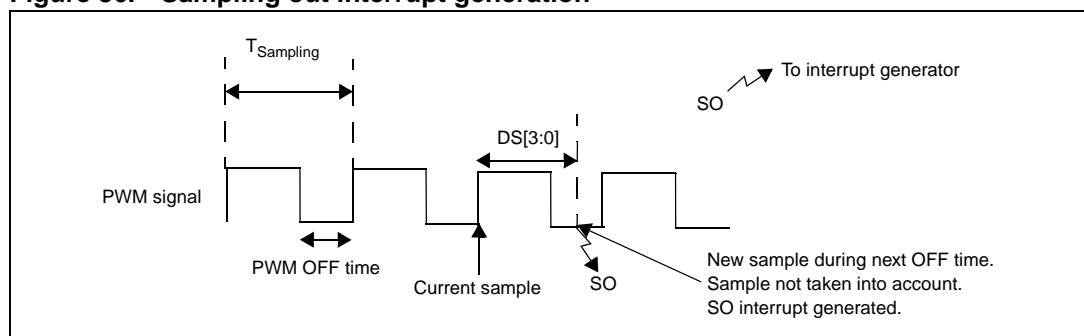 Figure 86. Sampling out interrupt generation
TSampling
To interrupt generator
SO
DS[3:0]
PWM signal
PWM OFF time
Current sample
SO
New sample during next OFF time.
Sample not taken into account.
SO interrupt generated.